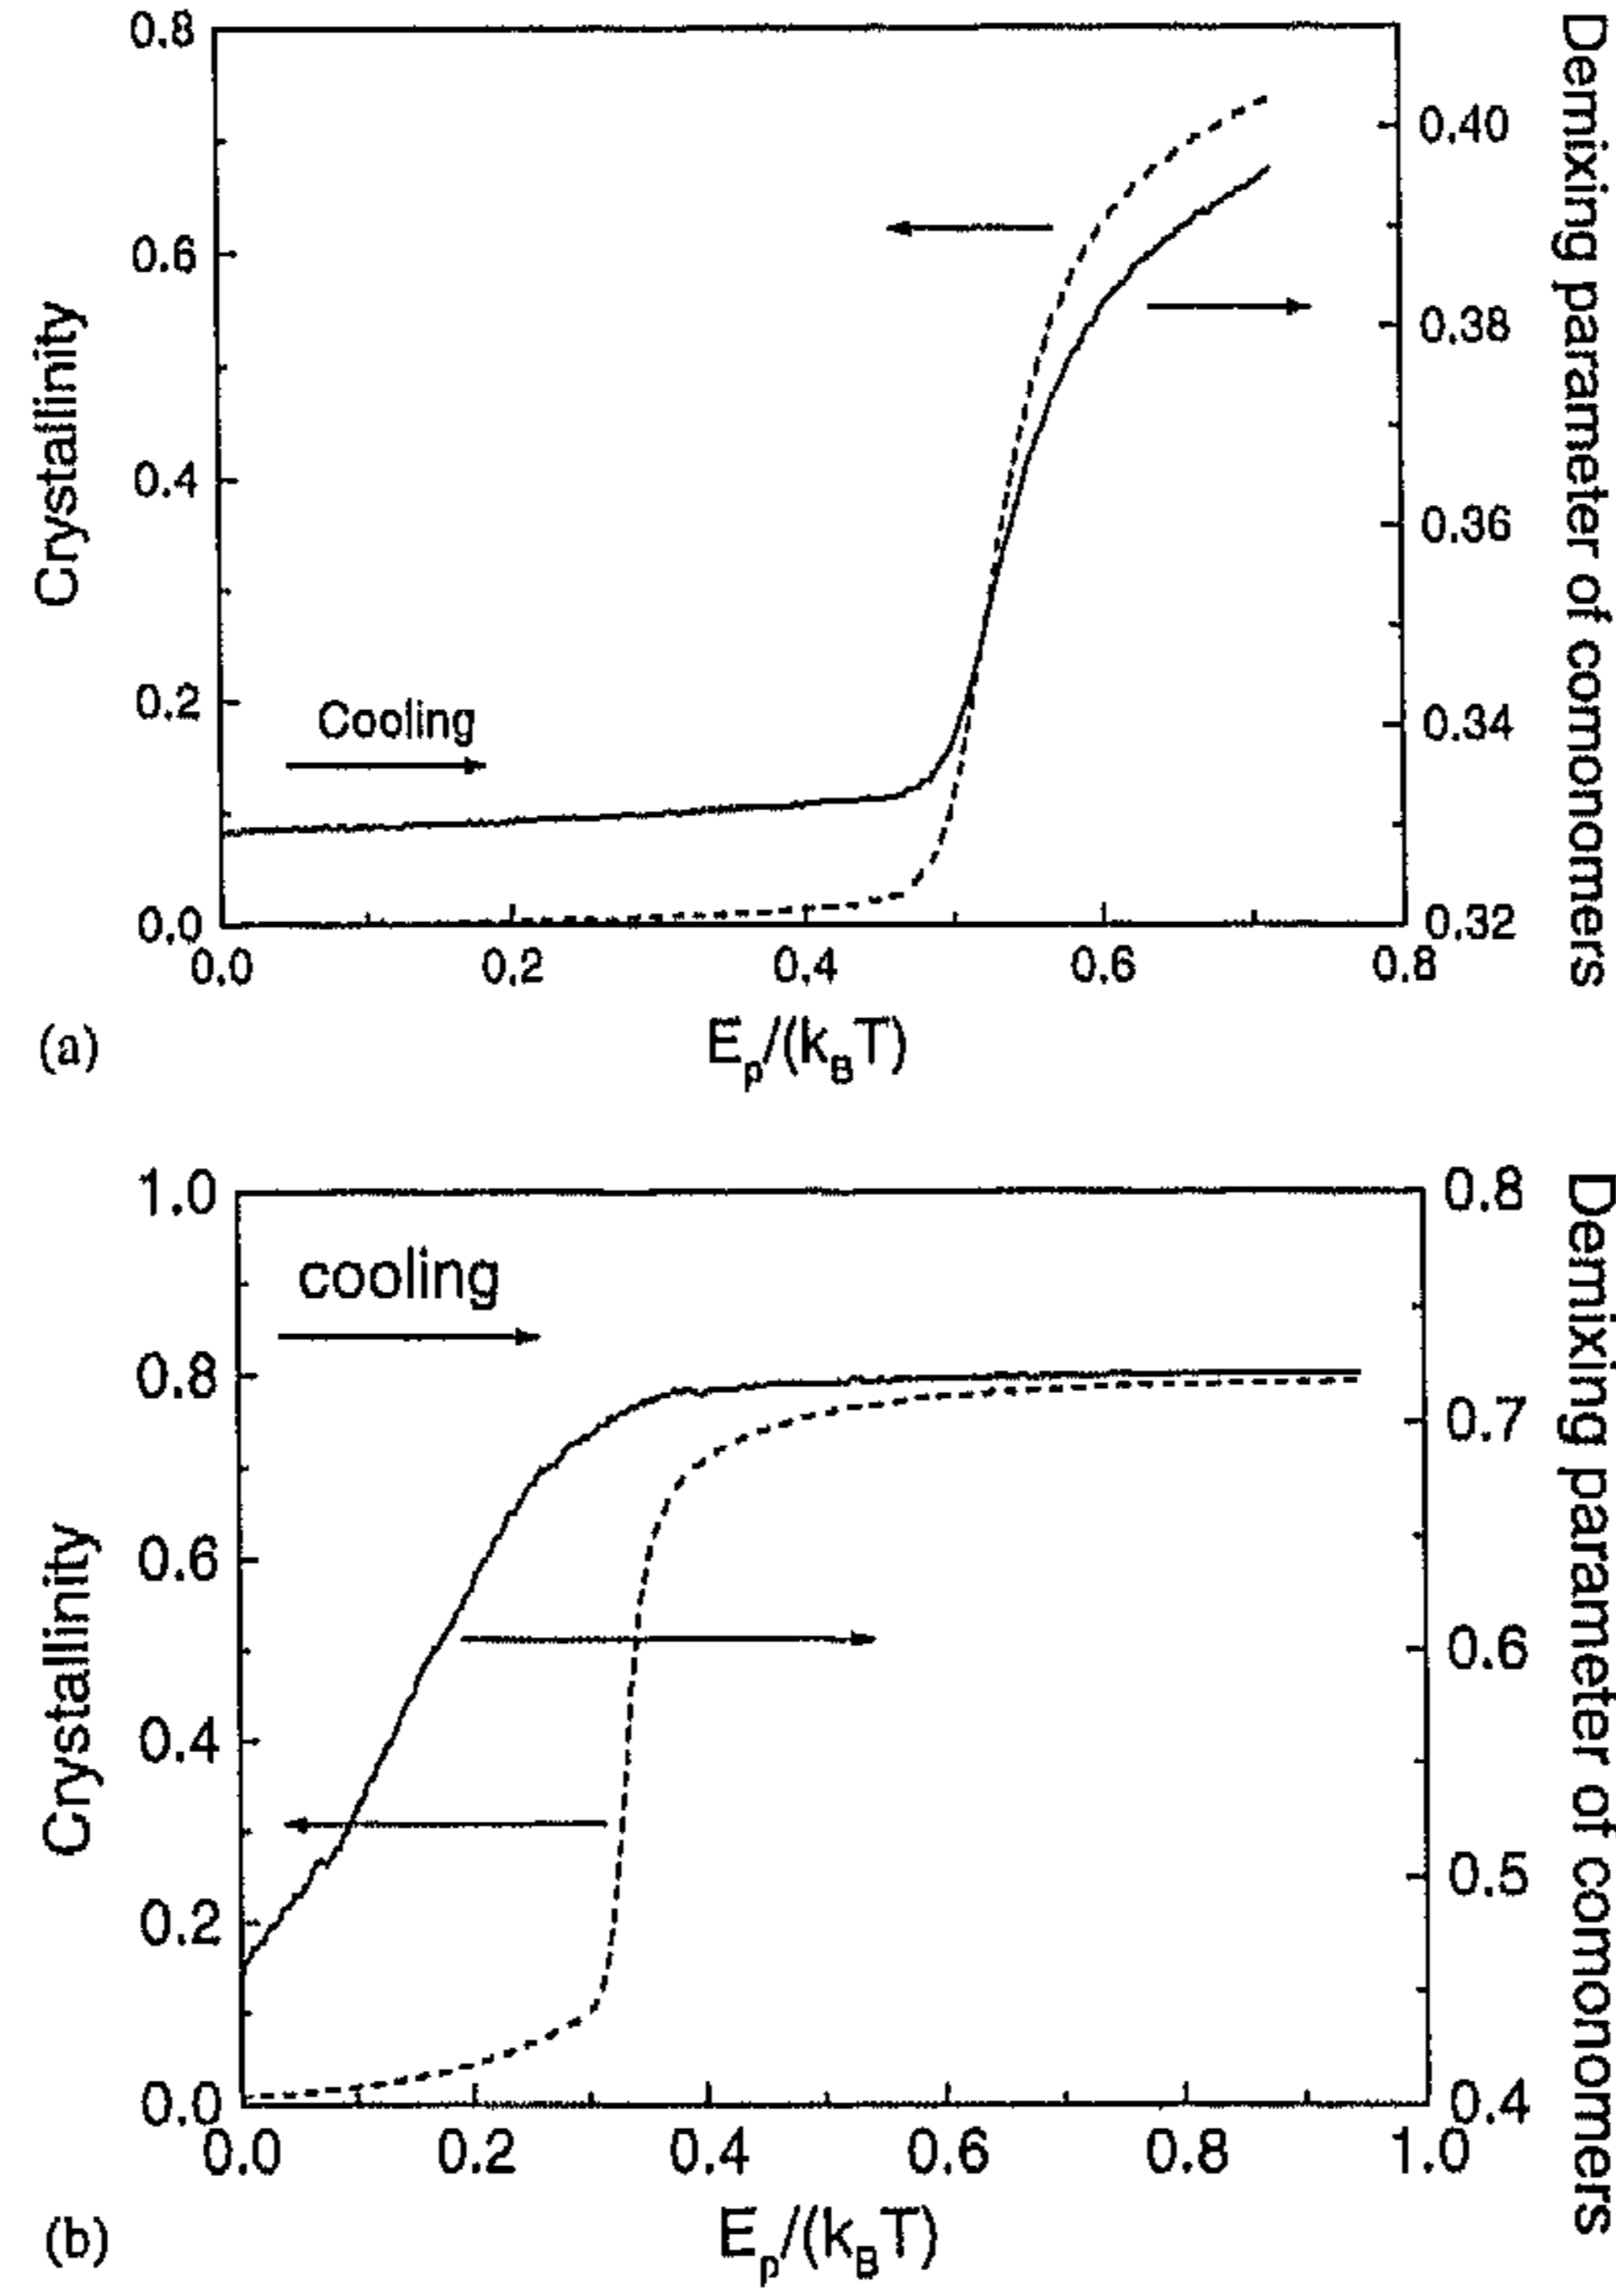 0.8
0.6
0.4
0.2
0.0
Crystallinity
0.40
0.38
0.36
0.34
0.32
Demixing parameter of comonomers
Cooling
0.0 0.2 0.4 0.6 0.8
E_p/(k_BT)
(a)
1.0
0.8
0.6
0.4
0.2
0.0
Crystallinity
0.8
0.7
0.6
0.5
0.4
Demixing parameter of comonomers
cooling
0.0 0.2 0.4 0.6 0.8 1.0
E_p/(k_BT)
(b)